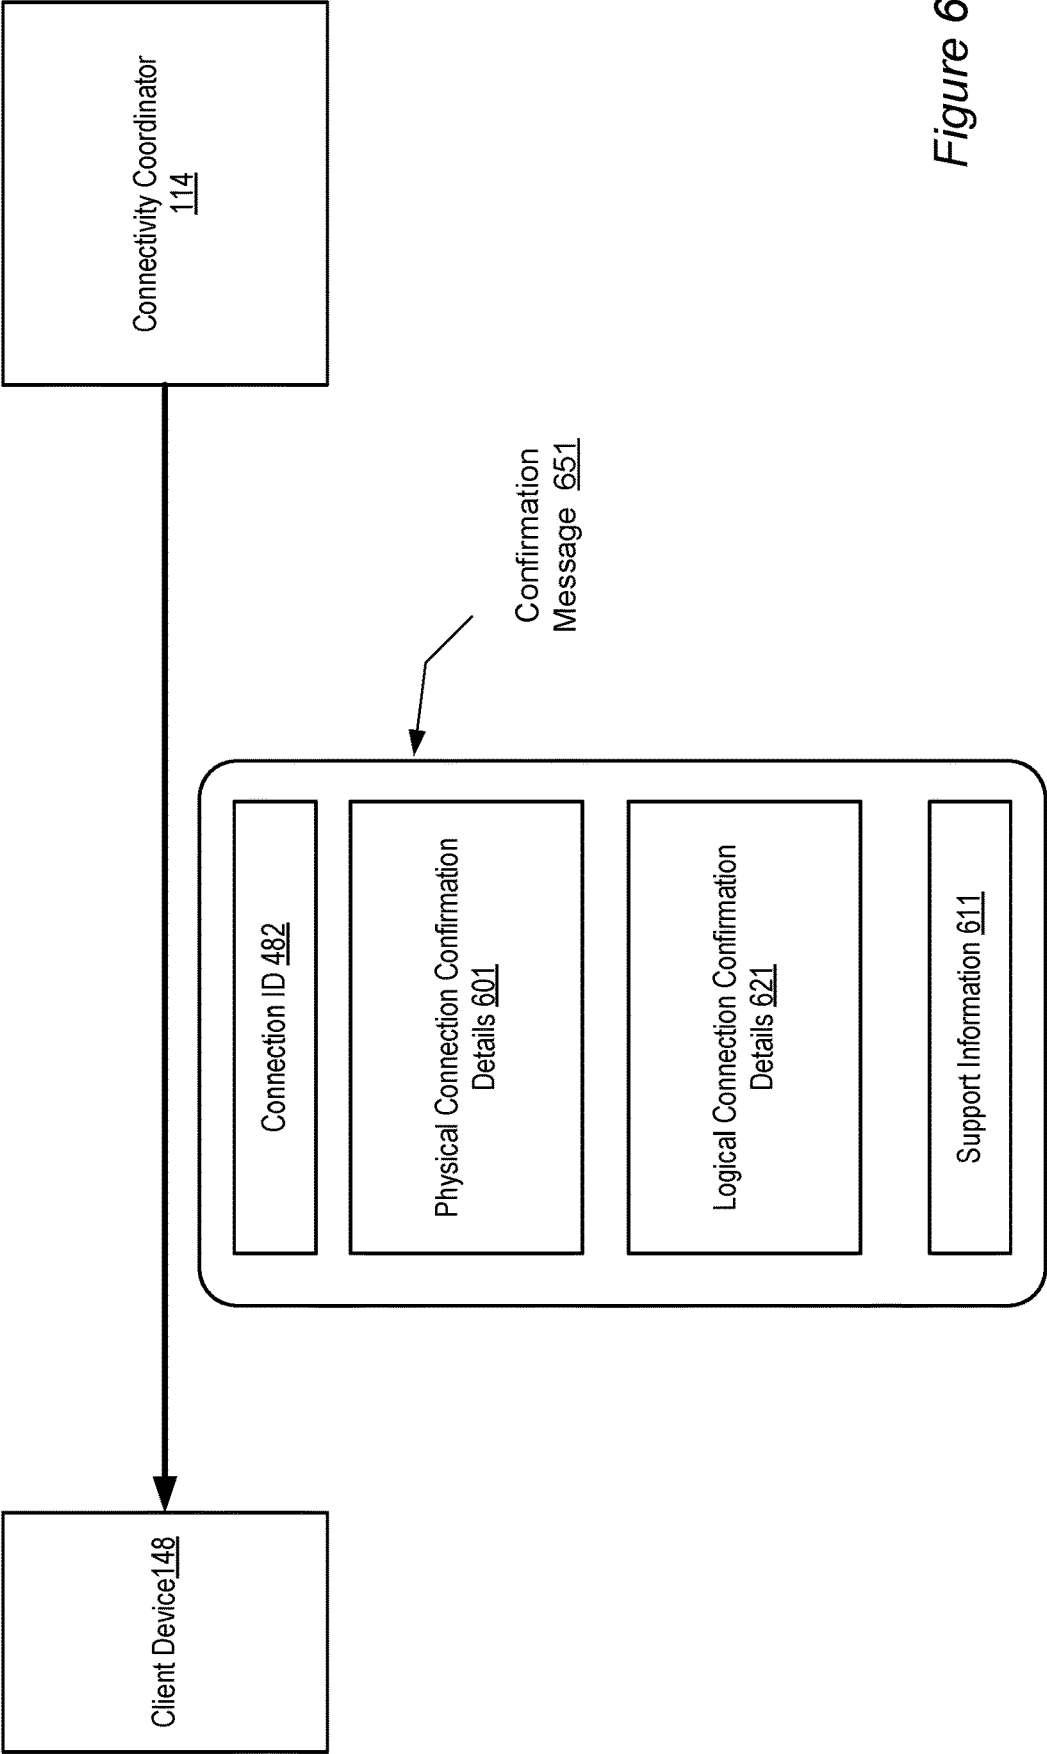 Client Device148
Connectivity Coordinator
114
Connection ID 482
Physical Connection Confirmation
Details 601
Logical Connection Confirmation
Details 621
Support Information 611
Confirmation
Message 651
Figure 6